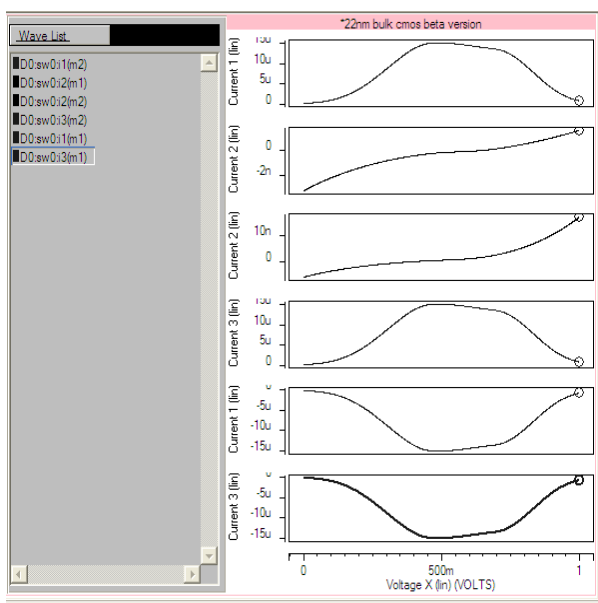 *22nm bulk cmos beta version
Wave List
D0:sw0:i1(m2)
D0:sw0:i2(m1)
D0:sw0:i2(m2)
D0:sw0:i3(m2)
D0:sw0:i1(m1)
D0:sw0:i3(m1)
Current 1 (lin)
15u
10u
5u
0
Current 2 (lin)
0
-2n
Current 2 (lin)
10n
0
Current 3 (lin)
15u
10u
5u
0
Current 1 (lin)
0
-5u
-10u
-15u
Current 3 (lin)
0
-5u
-10u
-15u
0 500m 1
Voltage X (lin) (VOLTS)